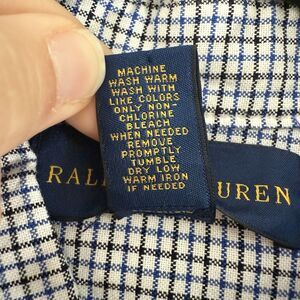 MACHINE
WASH WARM
WASH WITH
LIKE COLORS
ONLY NON-
CHLORINE
BLEACH
WHEN NEEDED
REMOVE
PROMPTLY
TUMBLE
DRY LOW
WARM IRON
IF NEEDED
RAL UREN